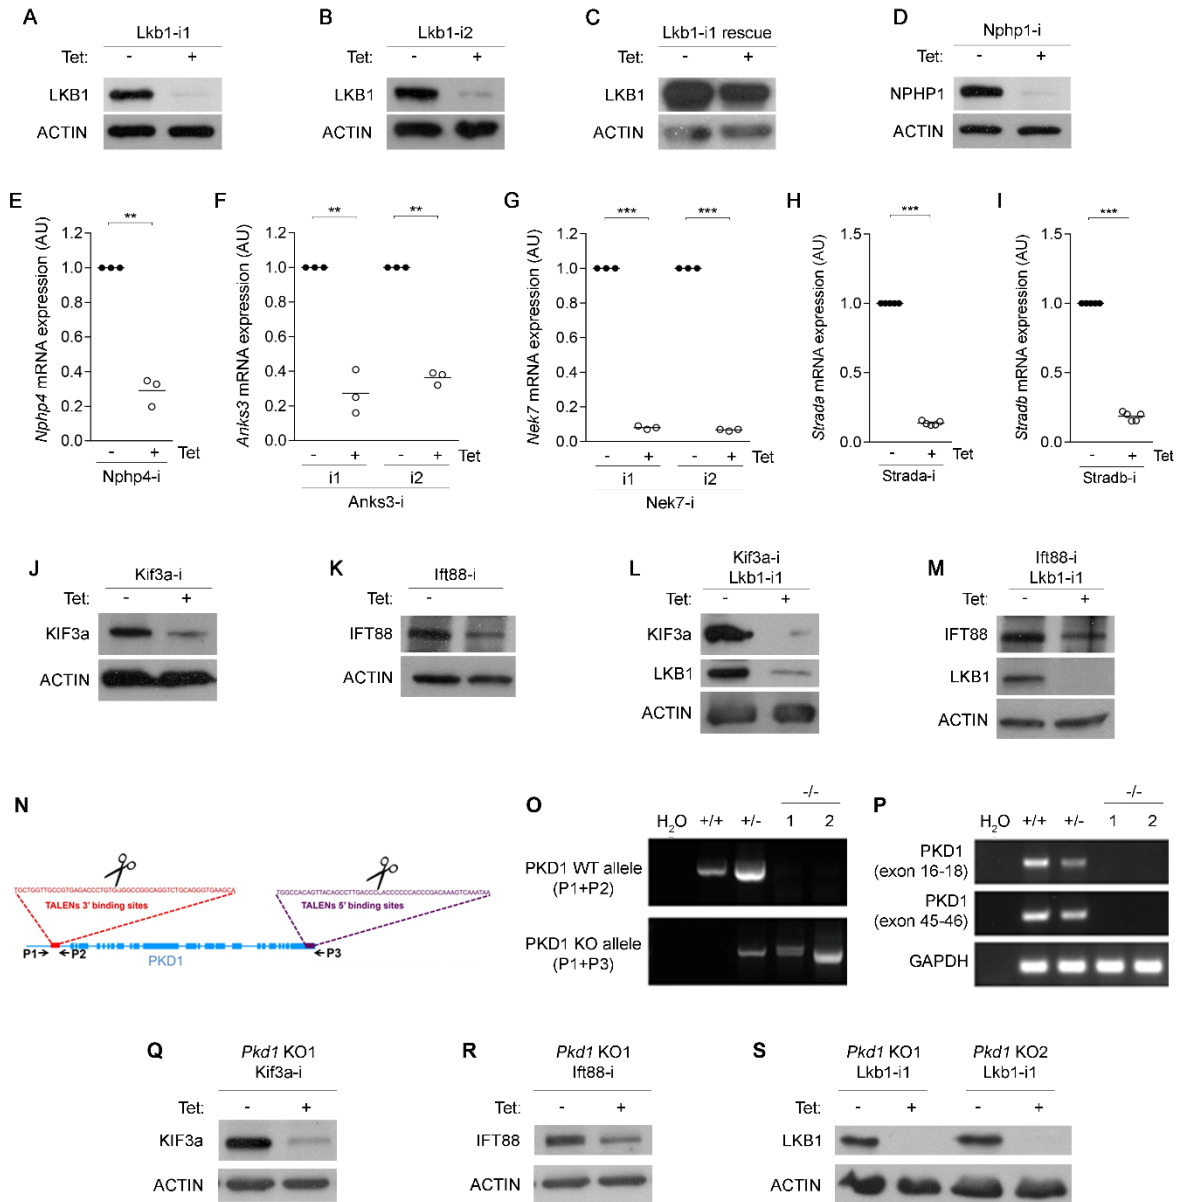 A
Lkb1-i1
Tet: - +
LKB1
ACTIN
B
Lkb1-i2
Tet: - +
LKB1
ACTIN
C
Lkb1-i1 rescue
Tet: - +
LKB1
ACTIN
D
Nphp1-i
Tet: - +
NPHP1
ACTIN
E
Nphp4 mRNA expression (AU)
**
1.0
0.8
0.6
0.4
0.2
0.0
- + Tet
Nphp4-i
F
Anks3 mRNA expression (AU)
** **
1.2
1.0
0.8
0.6
0.4
0.2
0.0
- + - + Tet
i1 i2
Anks3-i
G
Nek7 mRNA expression (AU)
*** ***
1.2
1.0
0.8
0.6
0.4
0.2
0.0
- + - + Tet
i1 i2
Nek7-i
H
Strada mRNA expression (AU)
***
1.5
1.0
0.5
0.0
- + Tet
Strada-i
I
Stradb mRNA expression (AU)
***
1.5
1.0
0.5
0.0
- + Tet
Stradb-i
J
Kif3a-i
Tet: - +
KIF3a
ACTIN
K
Ift88-i
Tet: -
IFT88
ACTIN
L
Kif3a-i
Lkb1-i1
Tet: - +
KIF3a
LKB1
ACTIN
M
Ift88-i
Lkb1-i1
Tet: - +
IFT88
LKB1
ACTIN
N
TALENs 3' binding sites
TALENs 5' binding sites
P1 P2 PKD1 P3
O
-/-
H2O +/+ +/- 1 2
PKD1 WT allele
(P1+P2)
PKD1 KO allele
(P1+P3)
P
-/-
H2O +/+ +/- 1 2
PKD1
(exon 16-18)
PKD1
(exon 45-46)
GAPDH
Q
Pkd1 KO1
Kif3a-i
Tet: - +
KIF3a
ACTIN
R
Pkd1 KO1
Ift88-i
Tet: - +
IFT88
ACTIN
S
Pkd1 KO1 Pkd1 KO2
Lkb1-i1 Lkb1-i1
Tet: - + - +
LKB1
ACTIN